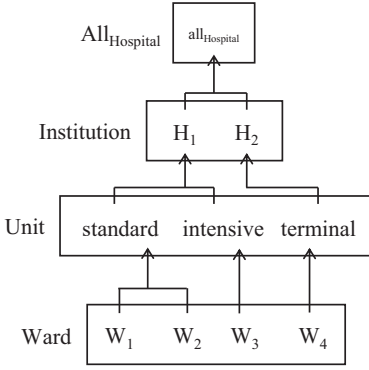 All_Hospital all_Hospital
Institution H_1 H_2
Unit standard intensive terminal
Ward W_1 W_2 W_3 W_4